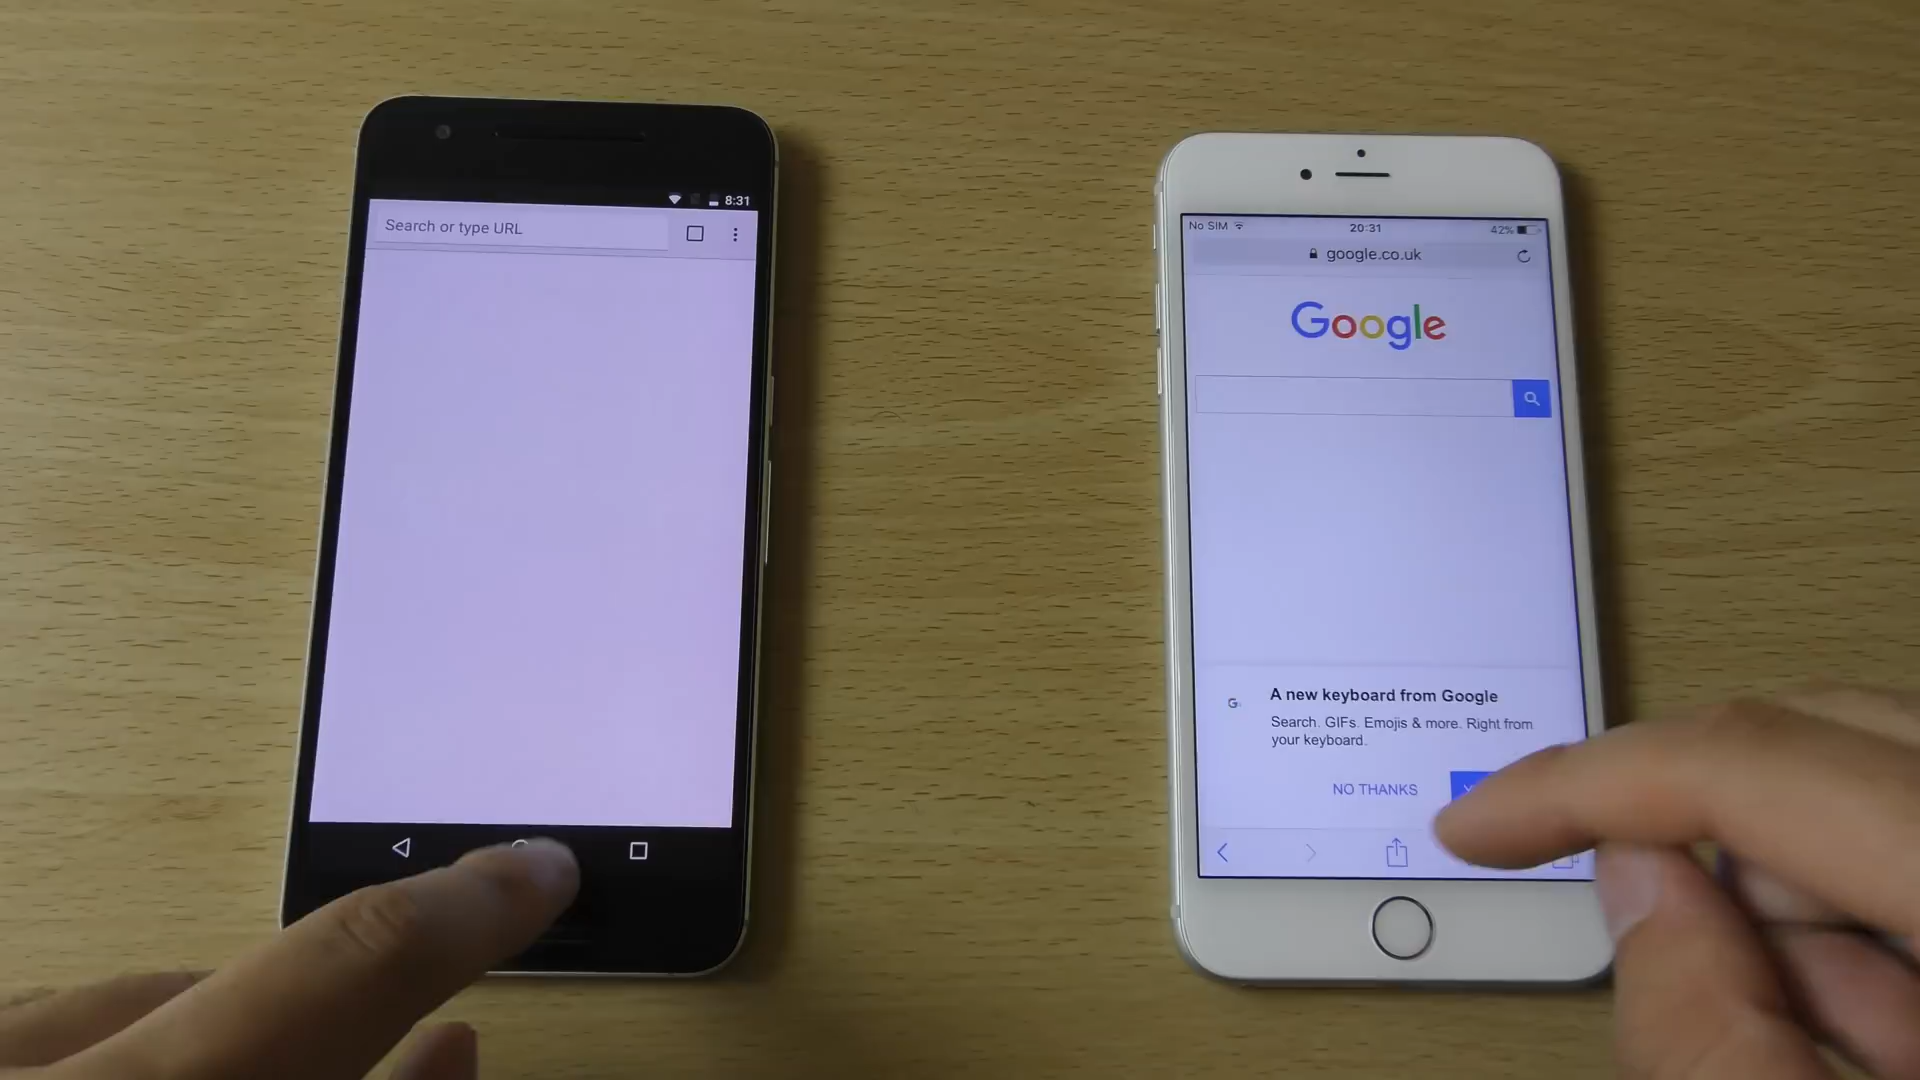 8:31
Search or type URL
No SIM
20:31
42%
google.co.uk
Google
G
A new keyboard from Google
Search. GIFs. Emojis & more. Right from
your keyboard.
NO THANKS